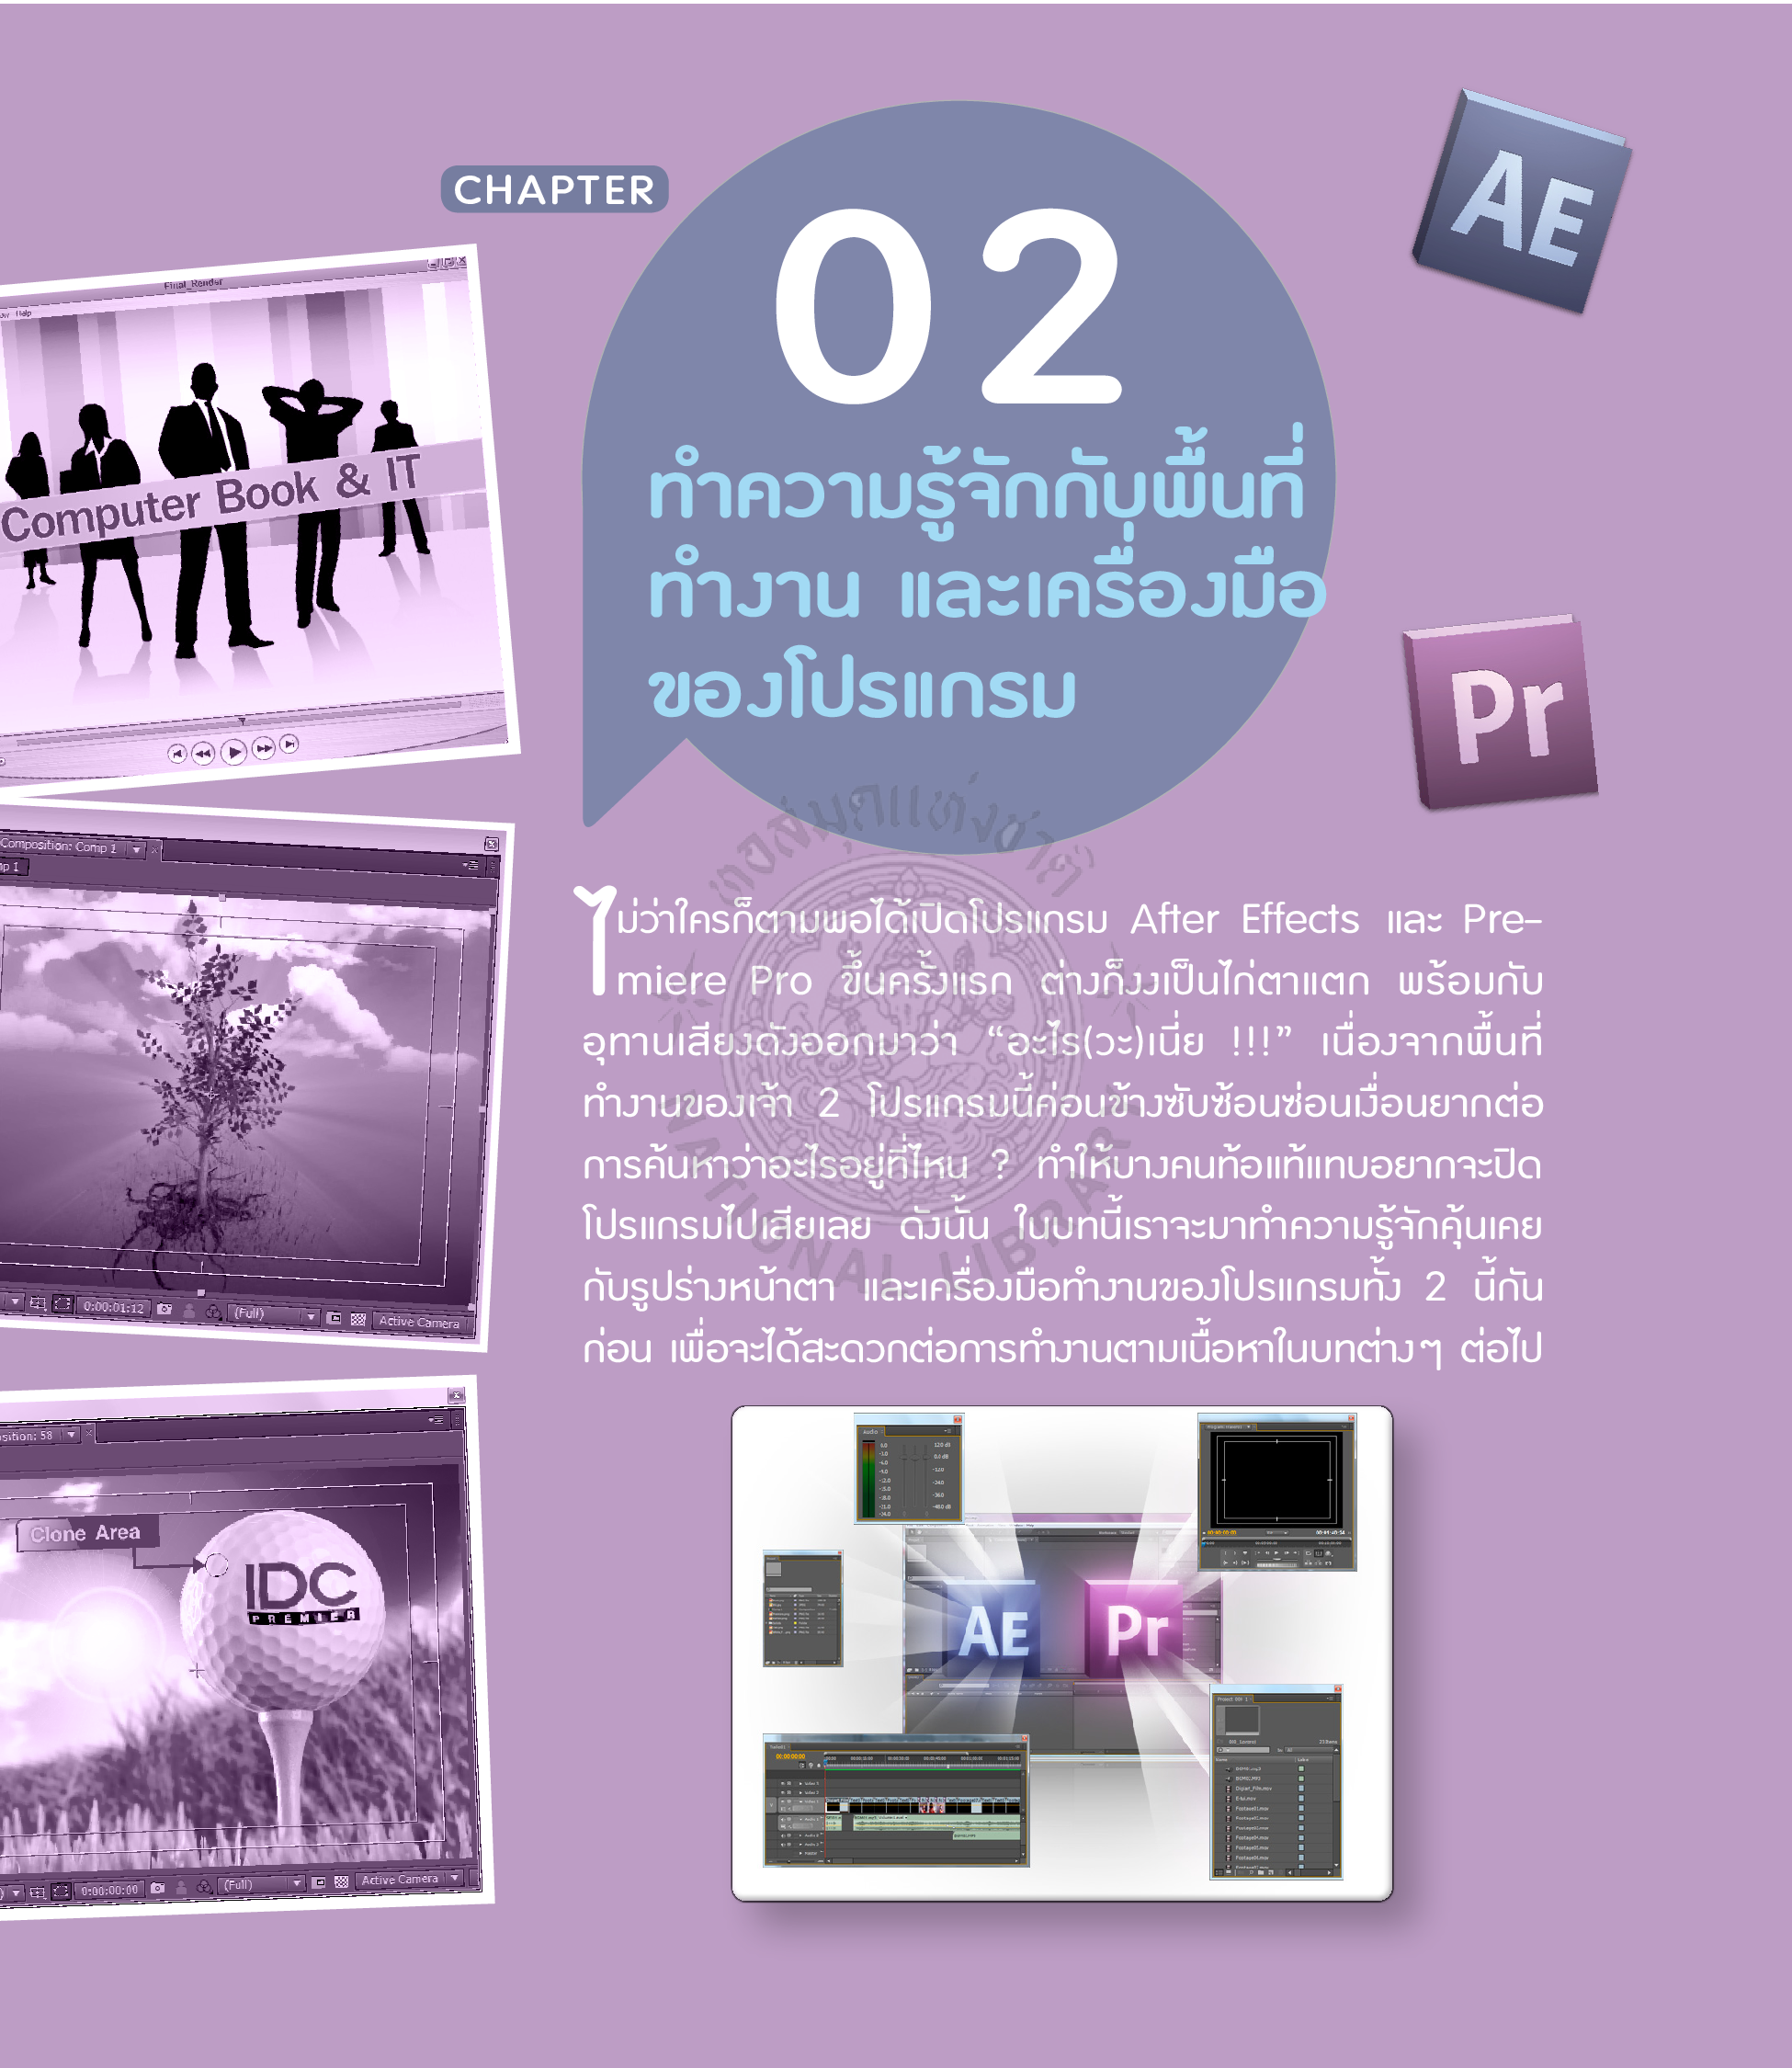 CHAPTER
02
ทำความรู้จักกับพื้นที่
ทำงาน และเครื่องมือ
ของโปรแกรม
AE
Pr
Final_Render
Help
Computer Book & IT
Composition: Comp 1
0:00:01:12
(Full)
Active Camera
Clone Area
IDC
PREMIER
0:00:00:00
(Full)
Active Camera
หอสมุดแห่งชาติ
NATIONAL LIBRARY
ไม่ว่าใครก็ตามพอได้เปิดโปรแกรม After Effects และ Pre-
miere Pro ขึ้นครั้งแรก ต่างก็งงเป็นไก่ตาแตก พร้อมกับ
อุทานเสียงดังออกมาว่า “อะไร(วะ)เนี่ย !!!” เนื่องจากพื้นที่
ทำงานของเจ้า 2 โปรแกรมนี้ค่อนข้างซับซ้อนซ่อนเงื่อนยากต่อ
การค้นหาว่าอะไรอยู่ที่ไหน ? ทำให้บางคนท้อแท้แทบอยากจะปิด
โปรแกรมไปเสียเลย ดังนั้น ในบทนี้เราจะมาทำความรู้จักคุ้นเคย
กับรูปร่างหน้าตา และเครื่องมือทำงานของโปรแกรมทั้ง 2 นี้กัน
ก่อน เพื่อจะได้สะดวกต่อการทำงานตามเนื้อหาในบทต่างๆ ต่อไป
Audio
AE
Pr